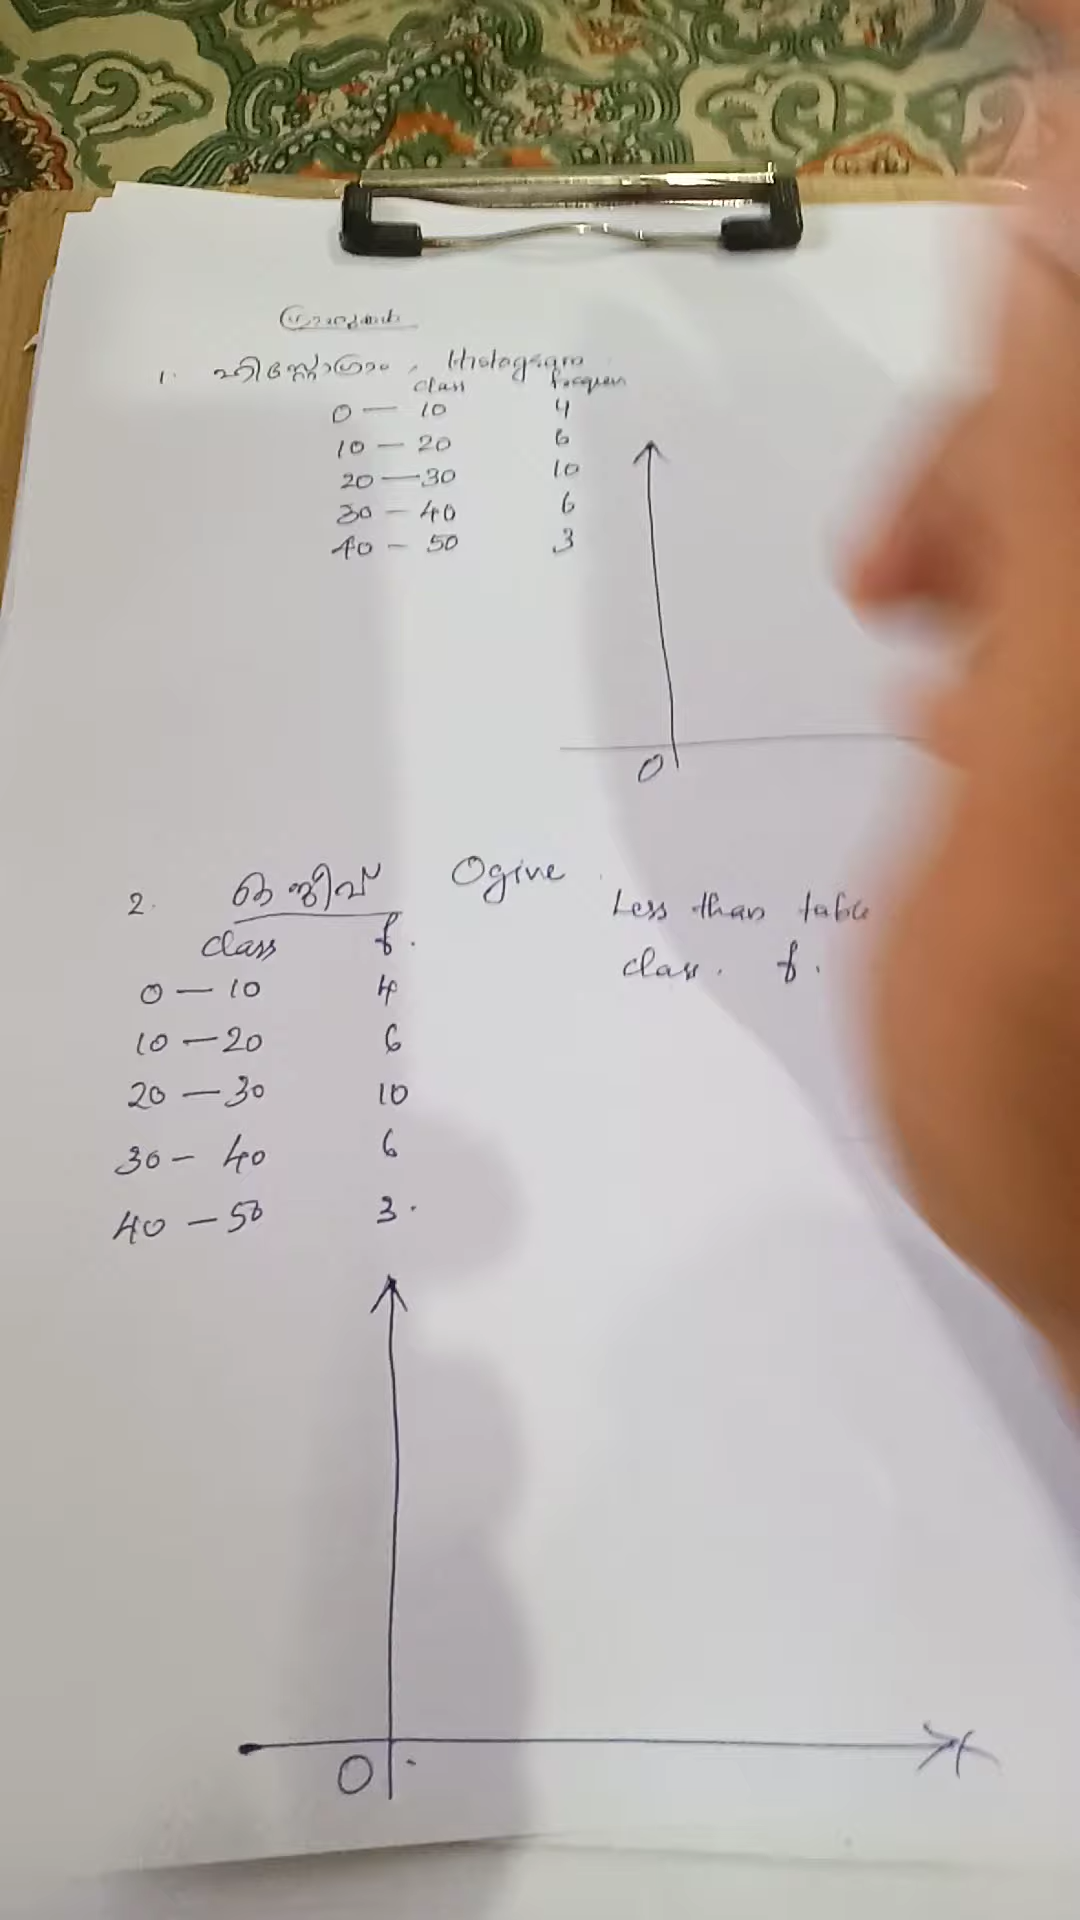 ഗ്രാഫുകൾ
1. ഹിസ്റ്റോഗ്രാം, Histogram
class
0 — 10 4
10 — 20 6
20 — 30 10
30 — 40 6
40 — 50 3
0
2. ഒജീവ് Ogive
Less than table
class f.
class. f.
0 — 10 4
10 — 20 6
20 — 30 10
30 — 40 6
40 — 50 3.
0
X